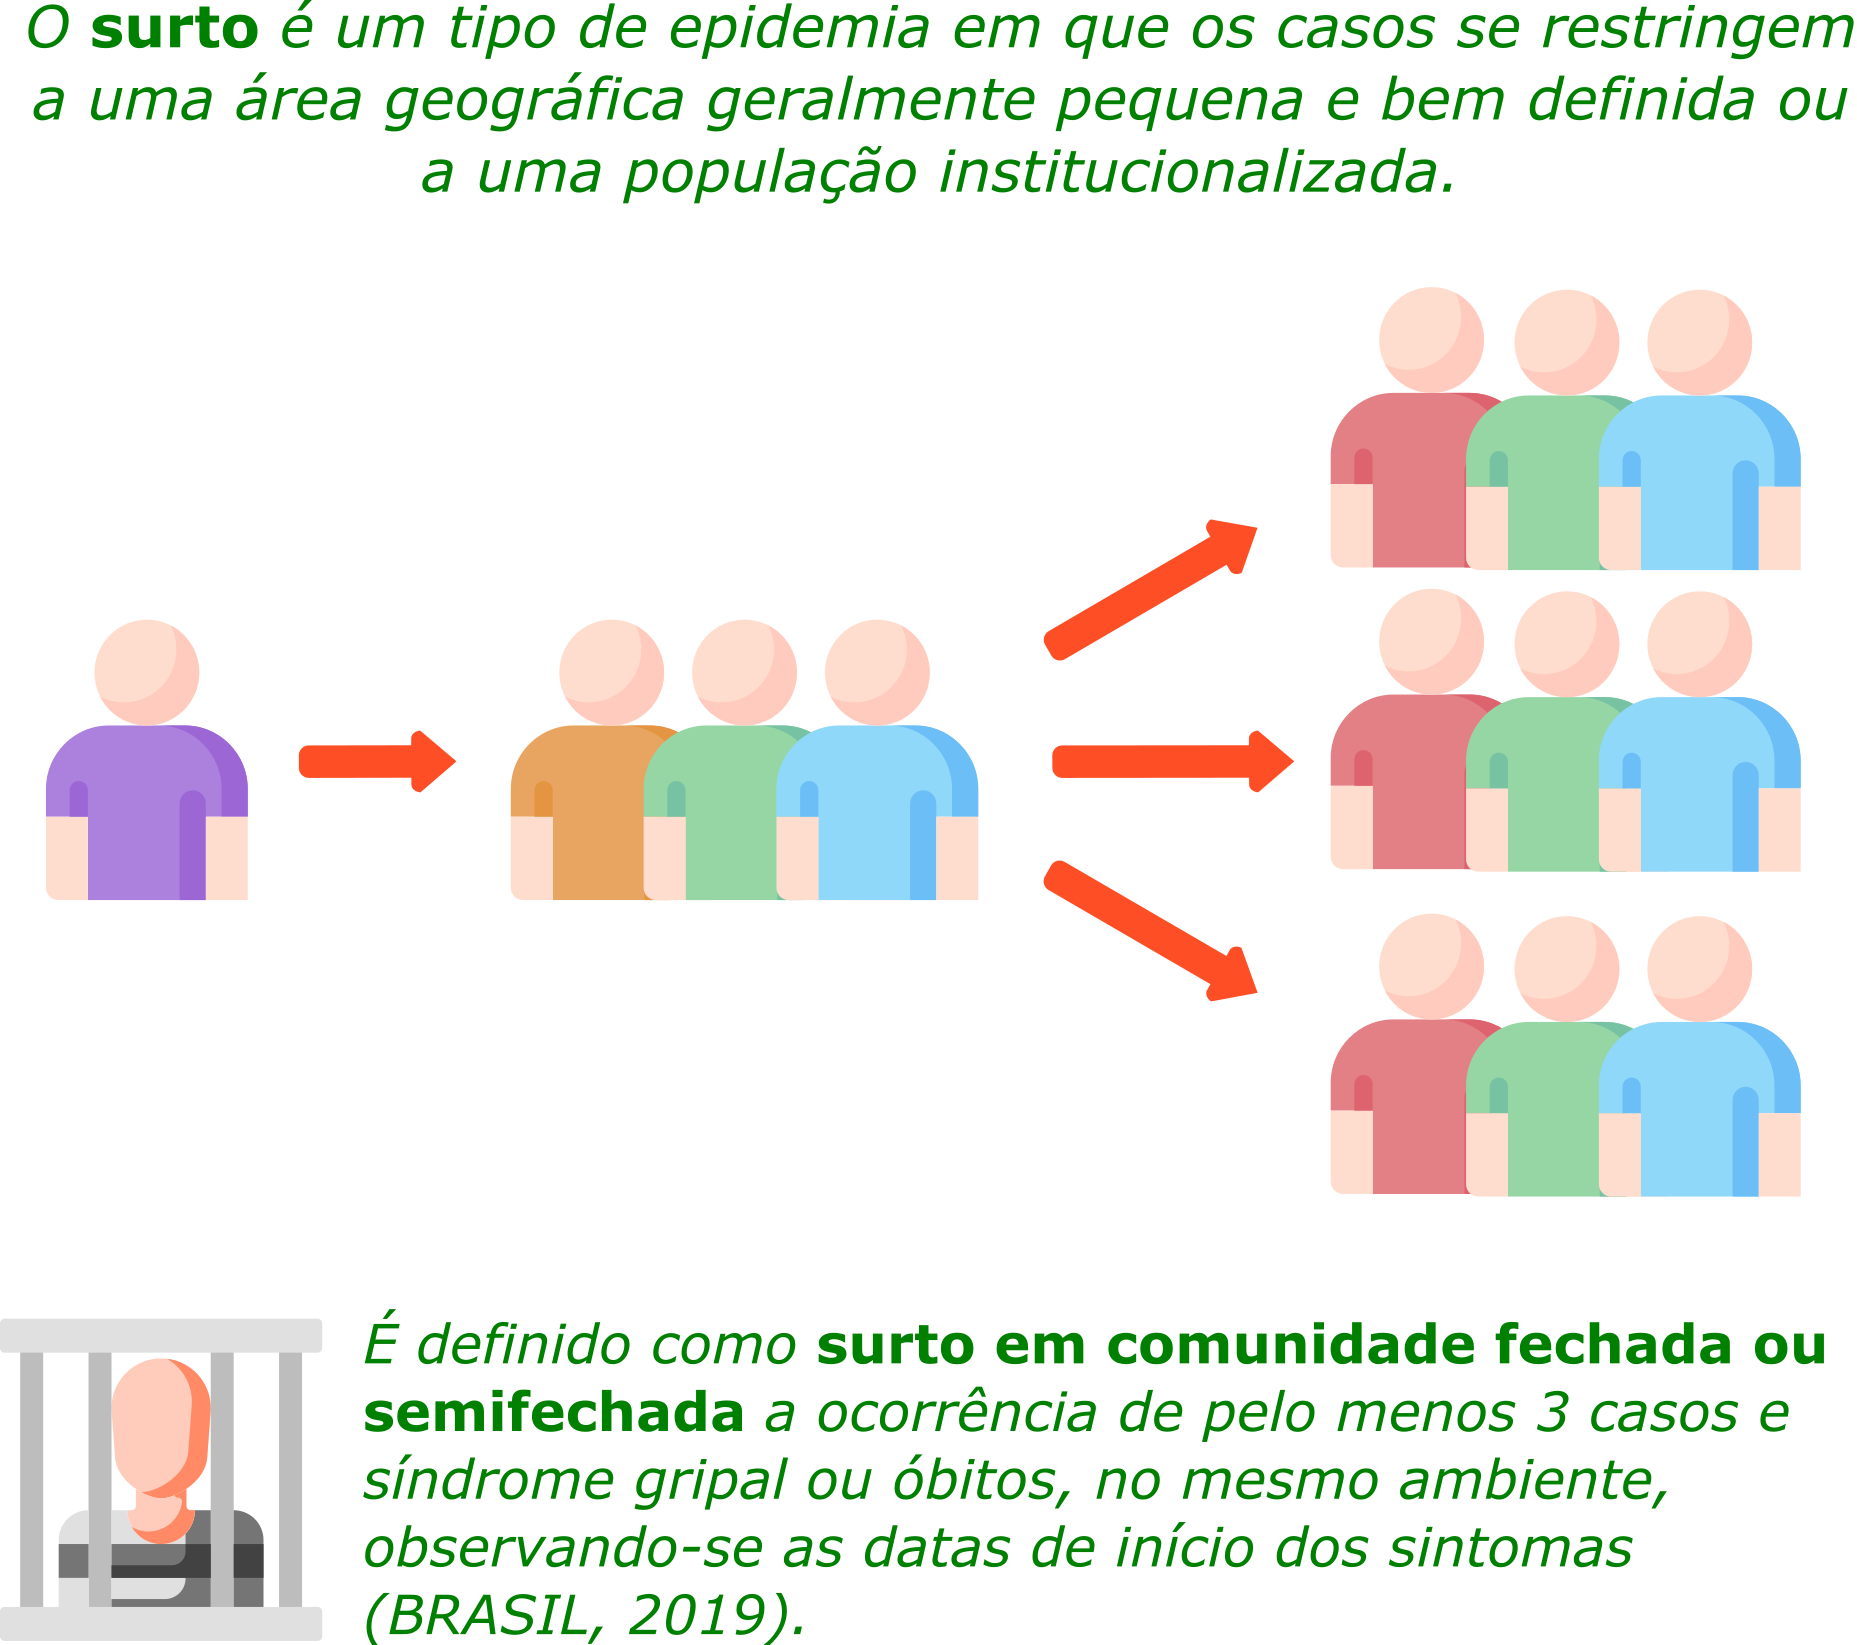 O surto é um tipo de epidemia em que os casos se restringem
a uma área geográfica geralmente pequena e bem definida ou
a uma população institucionalizada.
É definido como surto em comunidade fechada ou
semifechada a ocorrência de pelo menos 3 casos e
síndrome gripal ou óbitos, no mesmo ambiente,
observando-se as datas de início dos sintomas
(BRASIL, 2019).